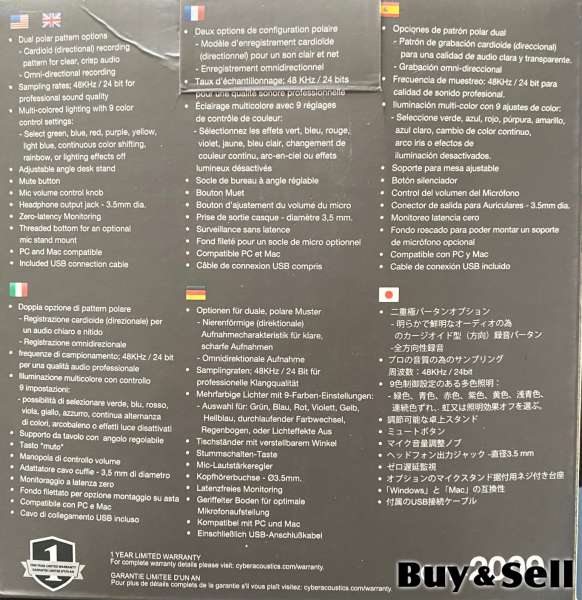 • Dual polar pattern options
- Cardioid (directional) recording
pattern for clear, crisp audio
- Omni-directional recording
• Sampling rates; 48KHz / 24 bit for
professional sound quality
• Multi-colored lighting with 9 color
control settings:
- Select green, blue, red, purple, yellow,
light blue, continuous color shifting,
rainbow, or lighting effects off
• Adjustable angle desk stand
• Mute button
• Mic volume control knob
• Headphone output jack - 3.5mm dia.
• Zero-latency Monitoring
• Threaded bottom for an optional
mic stand mount
• PC and Mac compatible
• Included USB connection cable
• Deux options de configuration polaire
- Modèle d'enregistrement cardioïde
(directionnel) pour un son clair et net
- Enregistrement omnidirectionnel
• Taux d'échantillonnage; 48 KHz / 24 bits
pour une qualité sonore professionnelle
• Éclairage multicolore avec 9 réglages
de contrôle de couleur:
- Sélectionnez les effets vert, bleu, rouge,
violet, jaune, bleu clair, changement de
couleur continu, arc-en-ciel ou effets
lumineux désactivés
• Socle de bureau à angle réglable
• Bouton Muet
• Bouton d'ajustement du volume du micro
• Prise de sortie casque - diamètre 3,5 mm.
• Surveillance sans latence
• Fond fileté pour un socle de micro optionnel
• Compatible PC et Mac
• Câble de connexion USB compris
• Opciones de patrón polar dual
- Patrón de grabación cardioide (direccional)
para una calidad de audio clara y transparente.
- Grabación omni-direccional
• Frecuencia de muestreo; 48KHz / 24 bit para
calidad de sonido profesional.
• Iluminación multi-color con 9 ajustes de color:
- Seleccione verde, azul, rojo, púrpura, amarillo,
azul claro, cambio de color continuo,
arco iris o efectos de
iluminación desactivados.
• Soporte para mesa ajustable
• Botón silenciador
• Control del volumen del Micrófono
• Conector de salida para Auriculares - 3.5mm dia.
• Monitoreo latencia cero
• Fondo roscado para poder montar un soporte
de micrófono opcional
• Compatible con PC y Mac
• Cable de conexión USB incluido
• Doppia opzione di pattern polare
- Registrazione cardioide (direzionale) per
un audio chiaro e nitido
- Registrazione omnidirezionale
• frequenze di campionamento; 48KHz / 24 bit
per una qualità audio professionale
• Illuminazione multicolore con controllo
9 impostazioni:
- possibilità di selezionare verde, blu, rosso,
viola, giallo, azzurro, continua alternanza
di colori, arcobaleno o effetti luce disattivati
• Supporto da tavolo con angolo regolabile
• Tasto "muto"
• Manopola di controllo volume
• Adattatore cavo cuffie - 3,5 mm di diametro
• Monitoraggio a latenza zero
• Fondo filettato per opzione montaggio su asta
• Compatibile con PC e Mac
• Cavo di collegamento USB incluso
• Optionen für duale, polare Muster
- Nierenförmige (direktionale)
Aufnahmecharakteristik für klare,
scharfe Aufnahmen
- Omnidirektionale Aufnahme
• Samplingraten; 48KHz / 24 Bit für
professionelle Klangqualität
• Mehrfarbige Lichter mit 9-Farben-Einstellungen:
- Auswahl für: Grün, Blau, Rot, Violett, Gelb,
Hellblau, durchlaufender Farbwechsel,
Regenbogen, oder Lichteffekte Aus
• Tischständer mit verstellbarem Winkel
• Stummschalten-Taste
• Mic-Lautstärkeregler
• Kopfhörerbuchse - Ø3.5mm.
• Latenzfreies Monitoring
• Geriffelter Boden für optionale
Mikrofonaufstellung
• Kompatibel mit PC und Mac
• Einschließlich USB-Anschlußkabel
• 二重極パータンオプション
- 明らかで鮮明なオーディオの為
のカージオイド型（方向）録音パータン
- 全方向性録音
• プロの音質の為のサンプリング
周波数：48KHz / 24bit
• 9色制御設定のある多色照明：
- 緑色、青色、赤色、紫色、黄色、浅青色、
連続色ずれ、虹又は照明効果オフを選ぶ。
• 調節可能な卓上スタンド
• ミュートボタン
• マイク音量調整ノブ
• ヘッドフォン出力ジャック -直径3.5 mm
• ゼロ遅延監視
• オプションのマイクスタンド据付用ネジ付き台座
• 「Windows」と「Mac」の互換性
• 付属のUSB接続ケーブル
1
ONE YEAR LIMITED WARRANTY
GARANTIE LIMITÉE D'UN AN
1 YEAR LIMITED WARRANTY
For complete warranty details please visit: cyberacoustics.com/warranty.
GARANTIE LIMITÉE D'UN AN
Pour plus de détails complets de la garantie s'il vous plaît visitez: cyberacoustics.com/warranty.
Buy&Sell